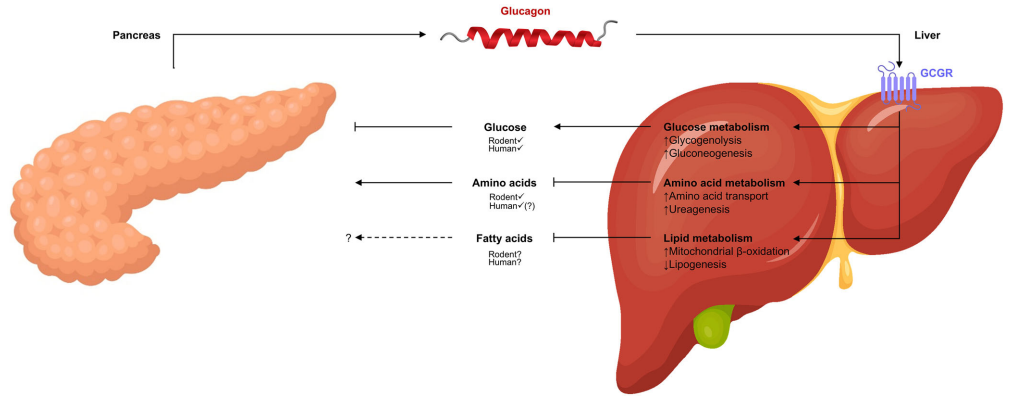 Glucagon
Pancreas
Liver
GCGR
Glucose
Rodent✓
Human✓
Glucose metabolism
↑Glycogenolysis
↑Gluconeogenesis
Amino acids
Rodent✓
Human✓(?)
Amino acid metabolism
↑Amino acid transport
↑Ureagenesis
?
Fatty acids
Rodent?
Human?
Lipid metabolism
↑Mitochondrial β-oxidation
↓Lipogenesis